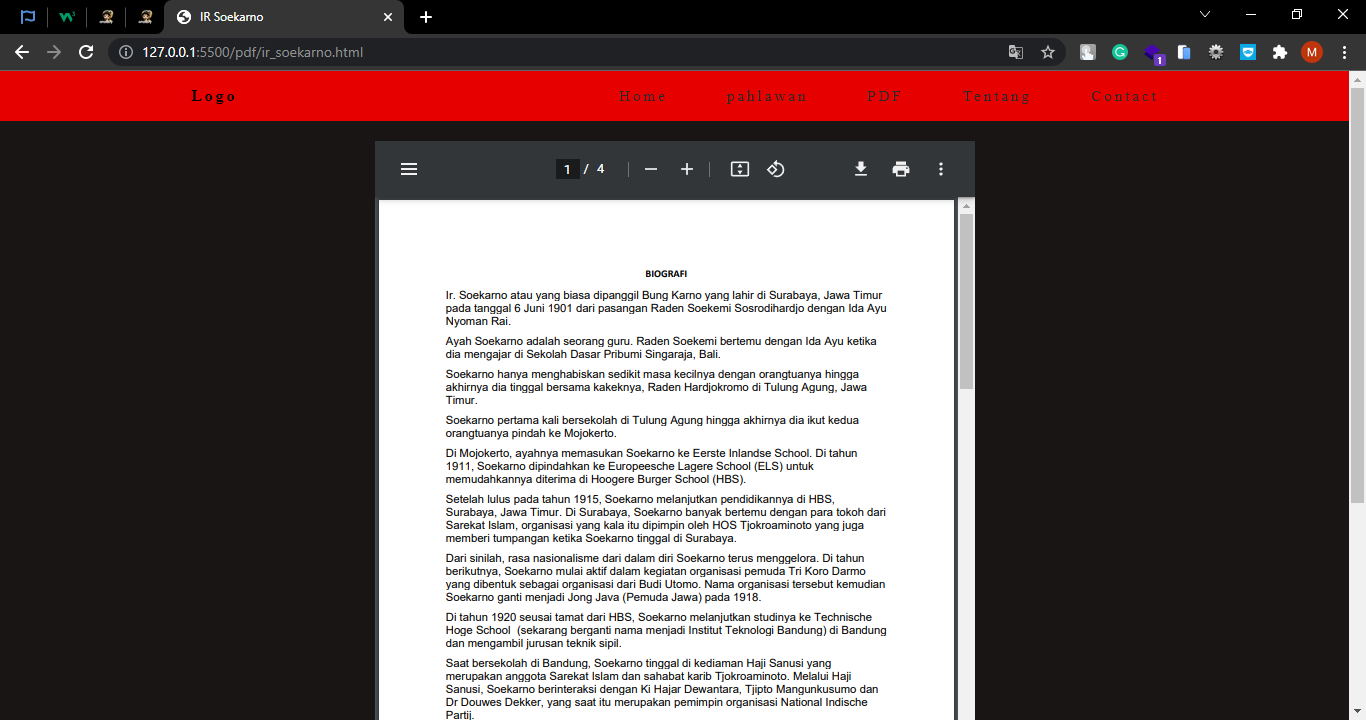 IR Soekarno
127.0.0.1:5500/pdf/ir_soekarno.html
1
M
Logo
Home
pahlawan
PDF
Tentang
Contact
1 / 4
BIOGRAFI
Ir. Soekarno atau yang biasa dipanggil Bung Karno yang lahir di Surabaya, Jawa Timur
pada tanggal 6 Juni 1901 dari pasangan Raden Soekemi Sosrodihardjo dengan Ida Ayu
Nyoman Rai.
Ayah Soekarno adalah seorang guru. Raden Soekemi bertemu dengan Ida Ayu ketika
dia mengajar di Sekolah Dasar Pribumi Singaraja, Bali.
Soekarno hanya menghabiskan sedikit masa kecilnya dengan orangtuanya hingga
akhirnya dia tinggal bersama kakeknya, Raden Hardjokromo di Tulung Agung, Jawa
Timur.
Soekarno pertama kali bersekolah di Tulung Agung hingga akhirnya dia ikut kedua
orangtuanya pindah ke Mojokerto.
Di Mojokerto, ayahnya memasukan Soekarno ke Eerste Inlandse School. Di tahun
1911, Soekarno dipindahkan ke Europeesche Lagere School (ELS) untuk
memudahkannya diterima di Hoogere Burger School (HBS).
Setelah lulus pada tahun 1915, Soekarno melanjutkan pendidikannya di HBS,
Surabaya, Jawa Timur. Di Surabaya, Soekarno banyak bertemu dengan para tokoh dari
Sarekat Islam, organisasi yang kala itu dipimpin oleh HOS Tjokroaminoto yang juga
memberi tumpangan ketika Soekarno tinggal di Surabaya.
Dari sinilah, rasa nasionalisme dari dalam diri Soekarno terus menggelora. Di tahun
berikutnya, Soekarno mulai aktif dalam kegiatan organisasi pemuda Tri Koro Darmo
yang dibentuk sebagai organisasi dari Budi Utomo. Nama organisasi tersebut kemudian
Soekarno ganti menjadi Jong Java (Pemuda Jawa) pada 1918.
Di tahun 1920 seusai tamat dari HBS, Soekarno melanjutkan studinya ke Technische
Hoge School  (sekarang berganti nama menjadi Institut Teknologi Bandung) di Bandung
dan mengambil jurusan teknik sipil.
Saat bersekolah di Bandung, Soekarno tinggal di kediaman Haji Sanusi yang
merupakan anggota Sarekat Islam dan sahabat karib Tjokroaminoto. Melalui Haji
Sanusi, Soekarno berinteraksi dengan Ki Hajar Dewantara, Tjipto Mangunkusumo dan
Dr Douwes Dekker, yang saat itu merupakan pemimpin organisasi National Indische
Partij.